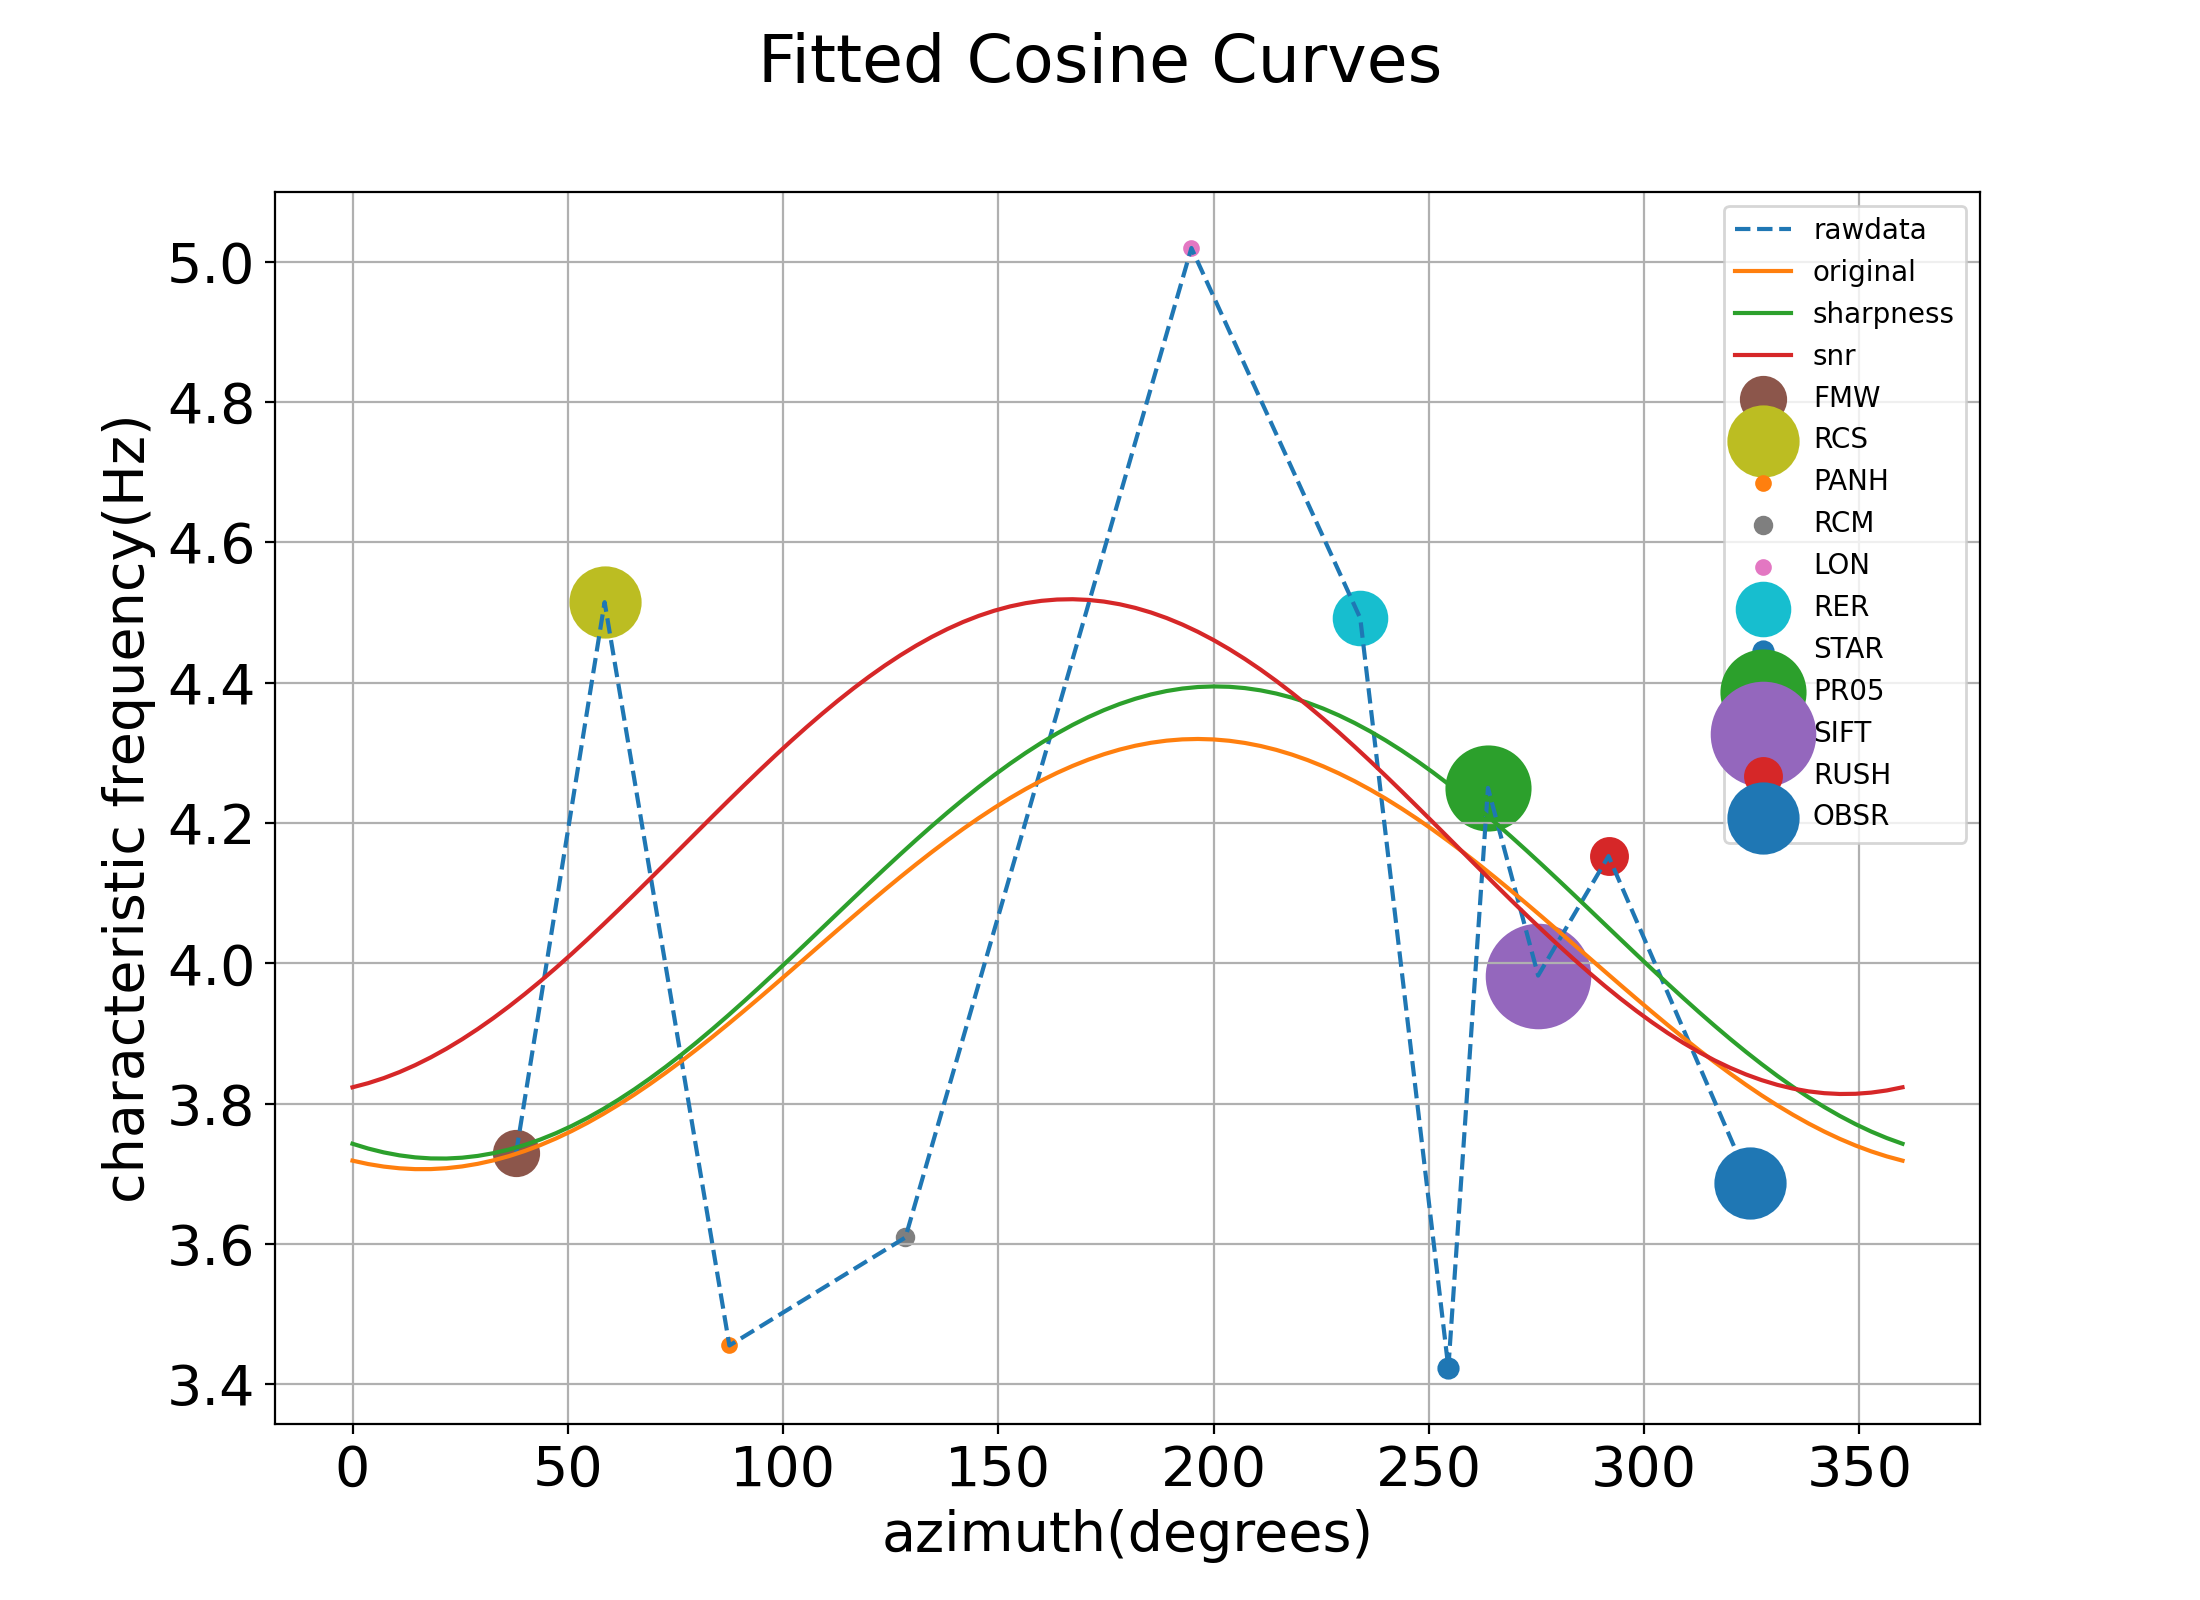 Fitted Cosine Curves
rawdata
original
sharpness
snr
FMW
RCS
PANH
RCM
LON
RER
STAR
PR05
SIFT
RUSH
OBSR
5.0
4.8
4.6
4.4
4.2
4.0
3.8
3.6
3.4
characteristic frequency(Hz)
0 50 100 150 200 250 300 350
azimuth(degrees)